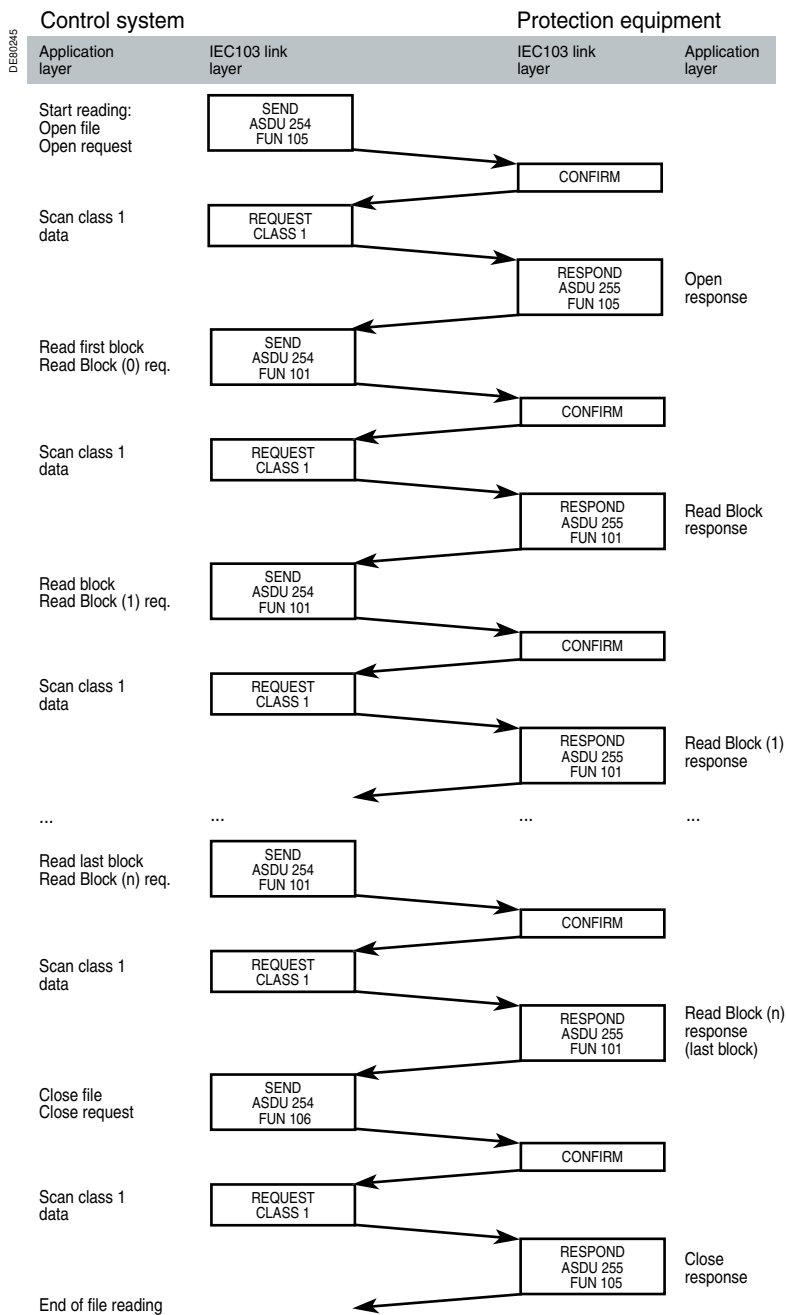 Control system
Protection equipment
DE80245
Application
layer
IEC103 link
layer
IEC103 link
layer
Application
layer
Start reading:
Open file
Open request
SEND
ASDU 254
FUN 105
CONFIRM
Scan class 1
data
REQUEST
CLASS 1
RESPOND
ASDU 255
FUN 105
Open
response
Read first block
Read Block (0) req.
SEND
ASDU 254
FUN 101
CONFIRM
Scan class 1
data
REQUEST
CLASS 1
RESPOND
ASDU 255
FUN 101
Read Block
response
Read block
Read Block (1) req.
SEND
ASDU 254
FUN 101
CONFIRM
Scan class 1
data
REQUEST
CLASS 1
RESPOND
ASDU 255
FUN 101
Read Block (1)
response
...
...
...
...
Read last block
Read Block (n) req.
SEND
ASDU 254
FUN 101
CONFIRM
Scan class 1
data
REQUEST
CLASS 1
RESPOND
ASDU 255
FUN 101
Read Block (n)
response
(last block)
Close file
Close request
SEND
ASDU 254
FUN 106
CONFIRM
Scan class 1
data
REQUEST
CLASS 1
RESPOND
ASDU 255
FUN 105
Close
response
End of file reading